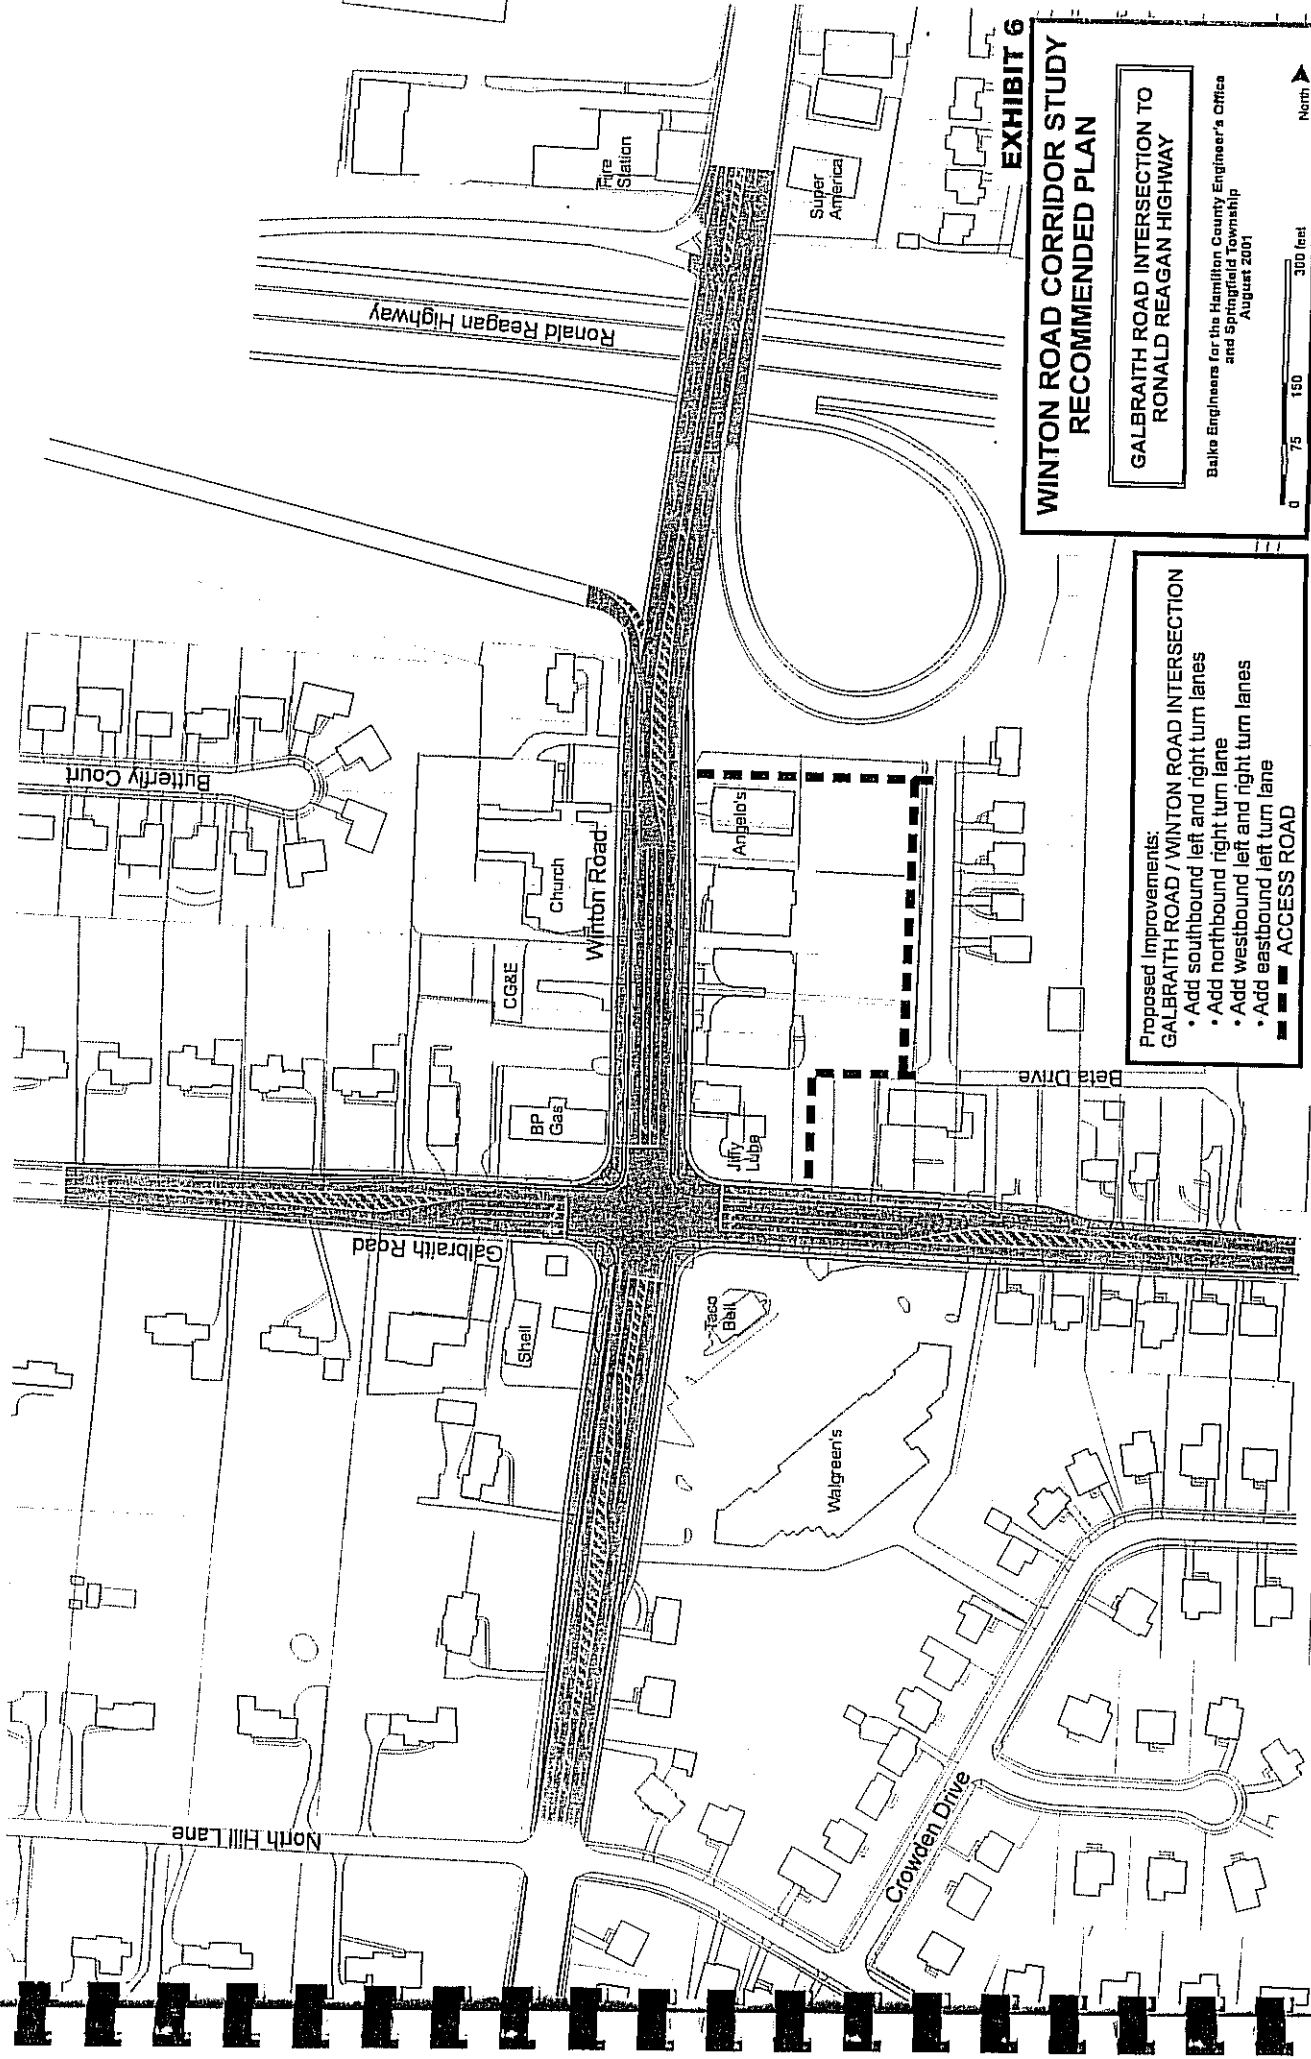 EXHIBIT 6
WINTON ROAD CORRIDOR STUDY
RECOMMENDED PLAN
GALBRAITH ROAD INTERSECTION TO
RONALD REAGAN HIGHWAY
Balke Engineers for the Hamilton County Engineer's Office
and Springfield Township
August 2001
0 75 150 300 feet
North
Proposed Improvements:
GALBRAITH ROAD / WINTON ROAD INTERSECTION
• Add southbound left and right turn lanes
• Add northbound right turn lane
• Add westbound left and right turn lanes
• Add eastbound left turn lane
ACCESS ROAD
North Hill Lane
Crowden Drive
Walgreen's
Taco
Bell
Shell
Galbraith Road
BP
Gas
Jiffy
Lube
Beta Drive
CG&E
Church
Winton Road
Angelo's
Butterfly Court
Ronald Reagan Highway
Fire
Station
Super
America